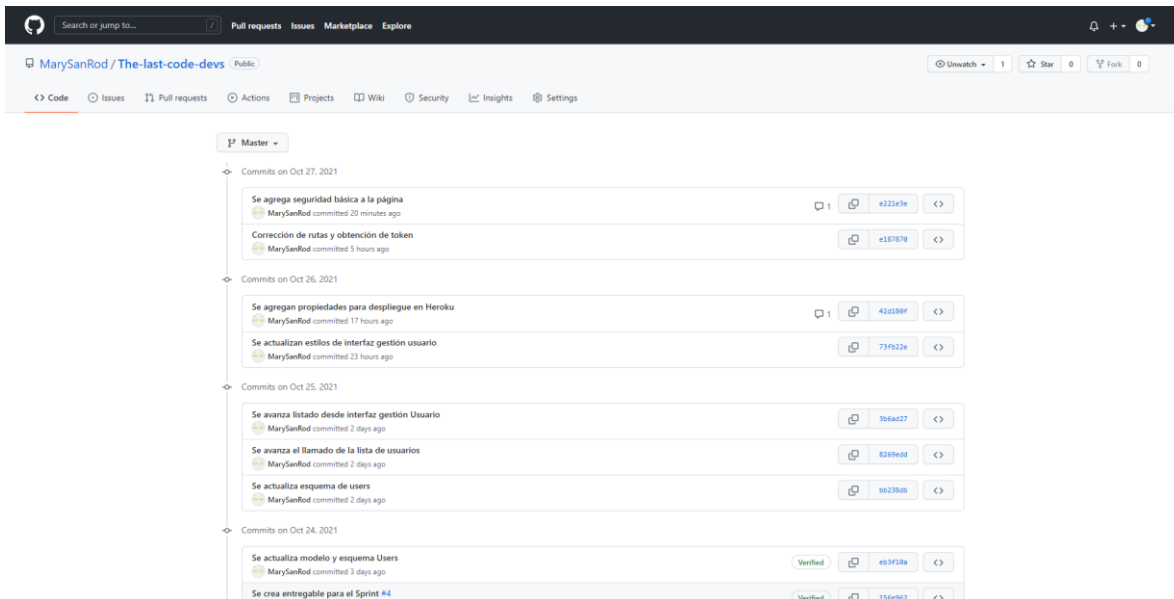 Search or jump to... /
Pull requests Issues Marketplace Explore
MarySanRod / The-last-code-devs Public
Unwatch 1 Star 0 Fork 0
Code Issues Pull requests Actions Projects Wiki Security Insights Settings
Master
Commits on Oct 27, 2021
Se agrega seguridad básica a la página
MarySanRod committed 20 minutes ago
1 e221e3e
Corrección de rutas y obtención de token
MarySanRod committed 5 hours ago
e187870
Commits on Oct 26, 2021
Se agregan propiedades para despliegue en Heroku
MarySanRod committed 17 hours ago
1 42d180f
Se actualizan estilos de interfaz gestión usuario
MarySanRod committed 23 hours ago
73fb22e
Commits on Oct 25, 2021
Se avanza listado desde interfaz gestión Usuario
MarySanRod committed 2 days ago
3b6ad27
Se avanza el llamado de la lista de usuarios
MarySanRod committed 2 days ago
8269edd
Se actualiza esquema de users
MarySanRod committed 2 days ago
bb238db
Commits on Oct 24, 2021
Se actualiza modelo y esquema Users
MarySanRod committed 3 days ago
Verified eb3f10a
Se crea entregable para el Sprint #4
Verified 156e962